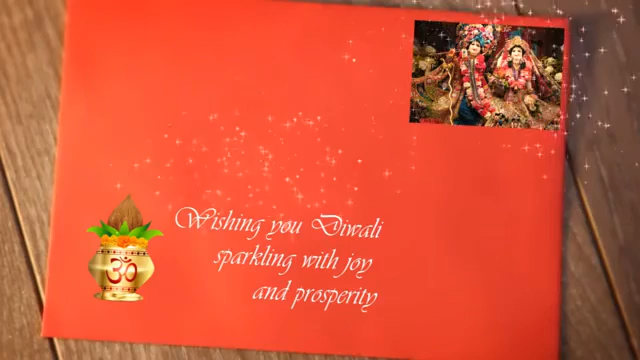 Wishing you Diwali
sparkling with joy
and prosperity
ॐ